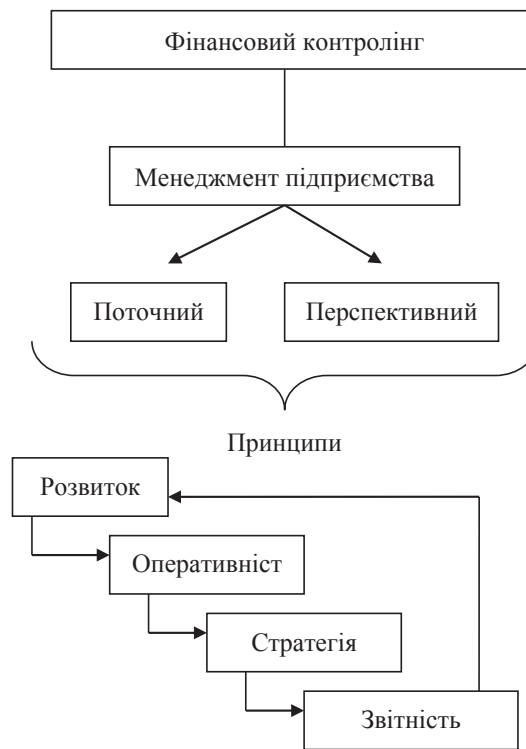 Фінансовий контролінг
Менеджмент підприємства
Поточний
Перспективний
Принципи
Розвиток
Оперативніст
Стратегія
Звітність